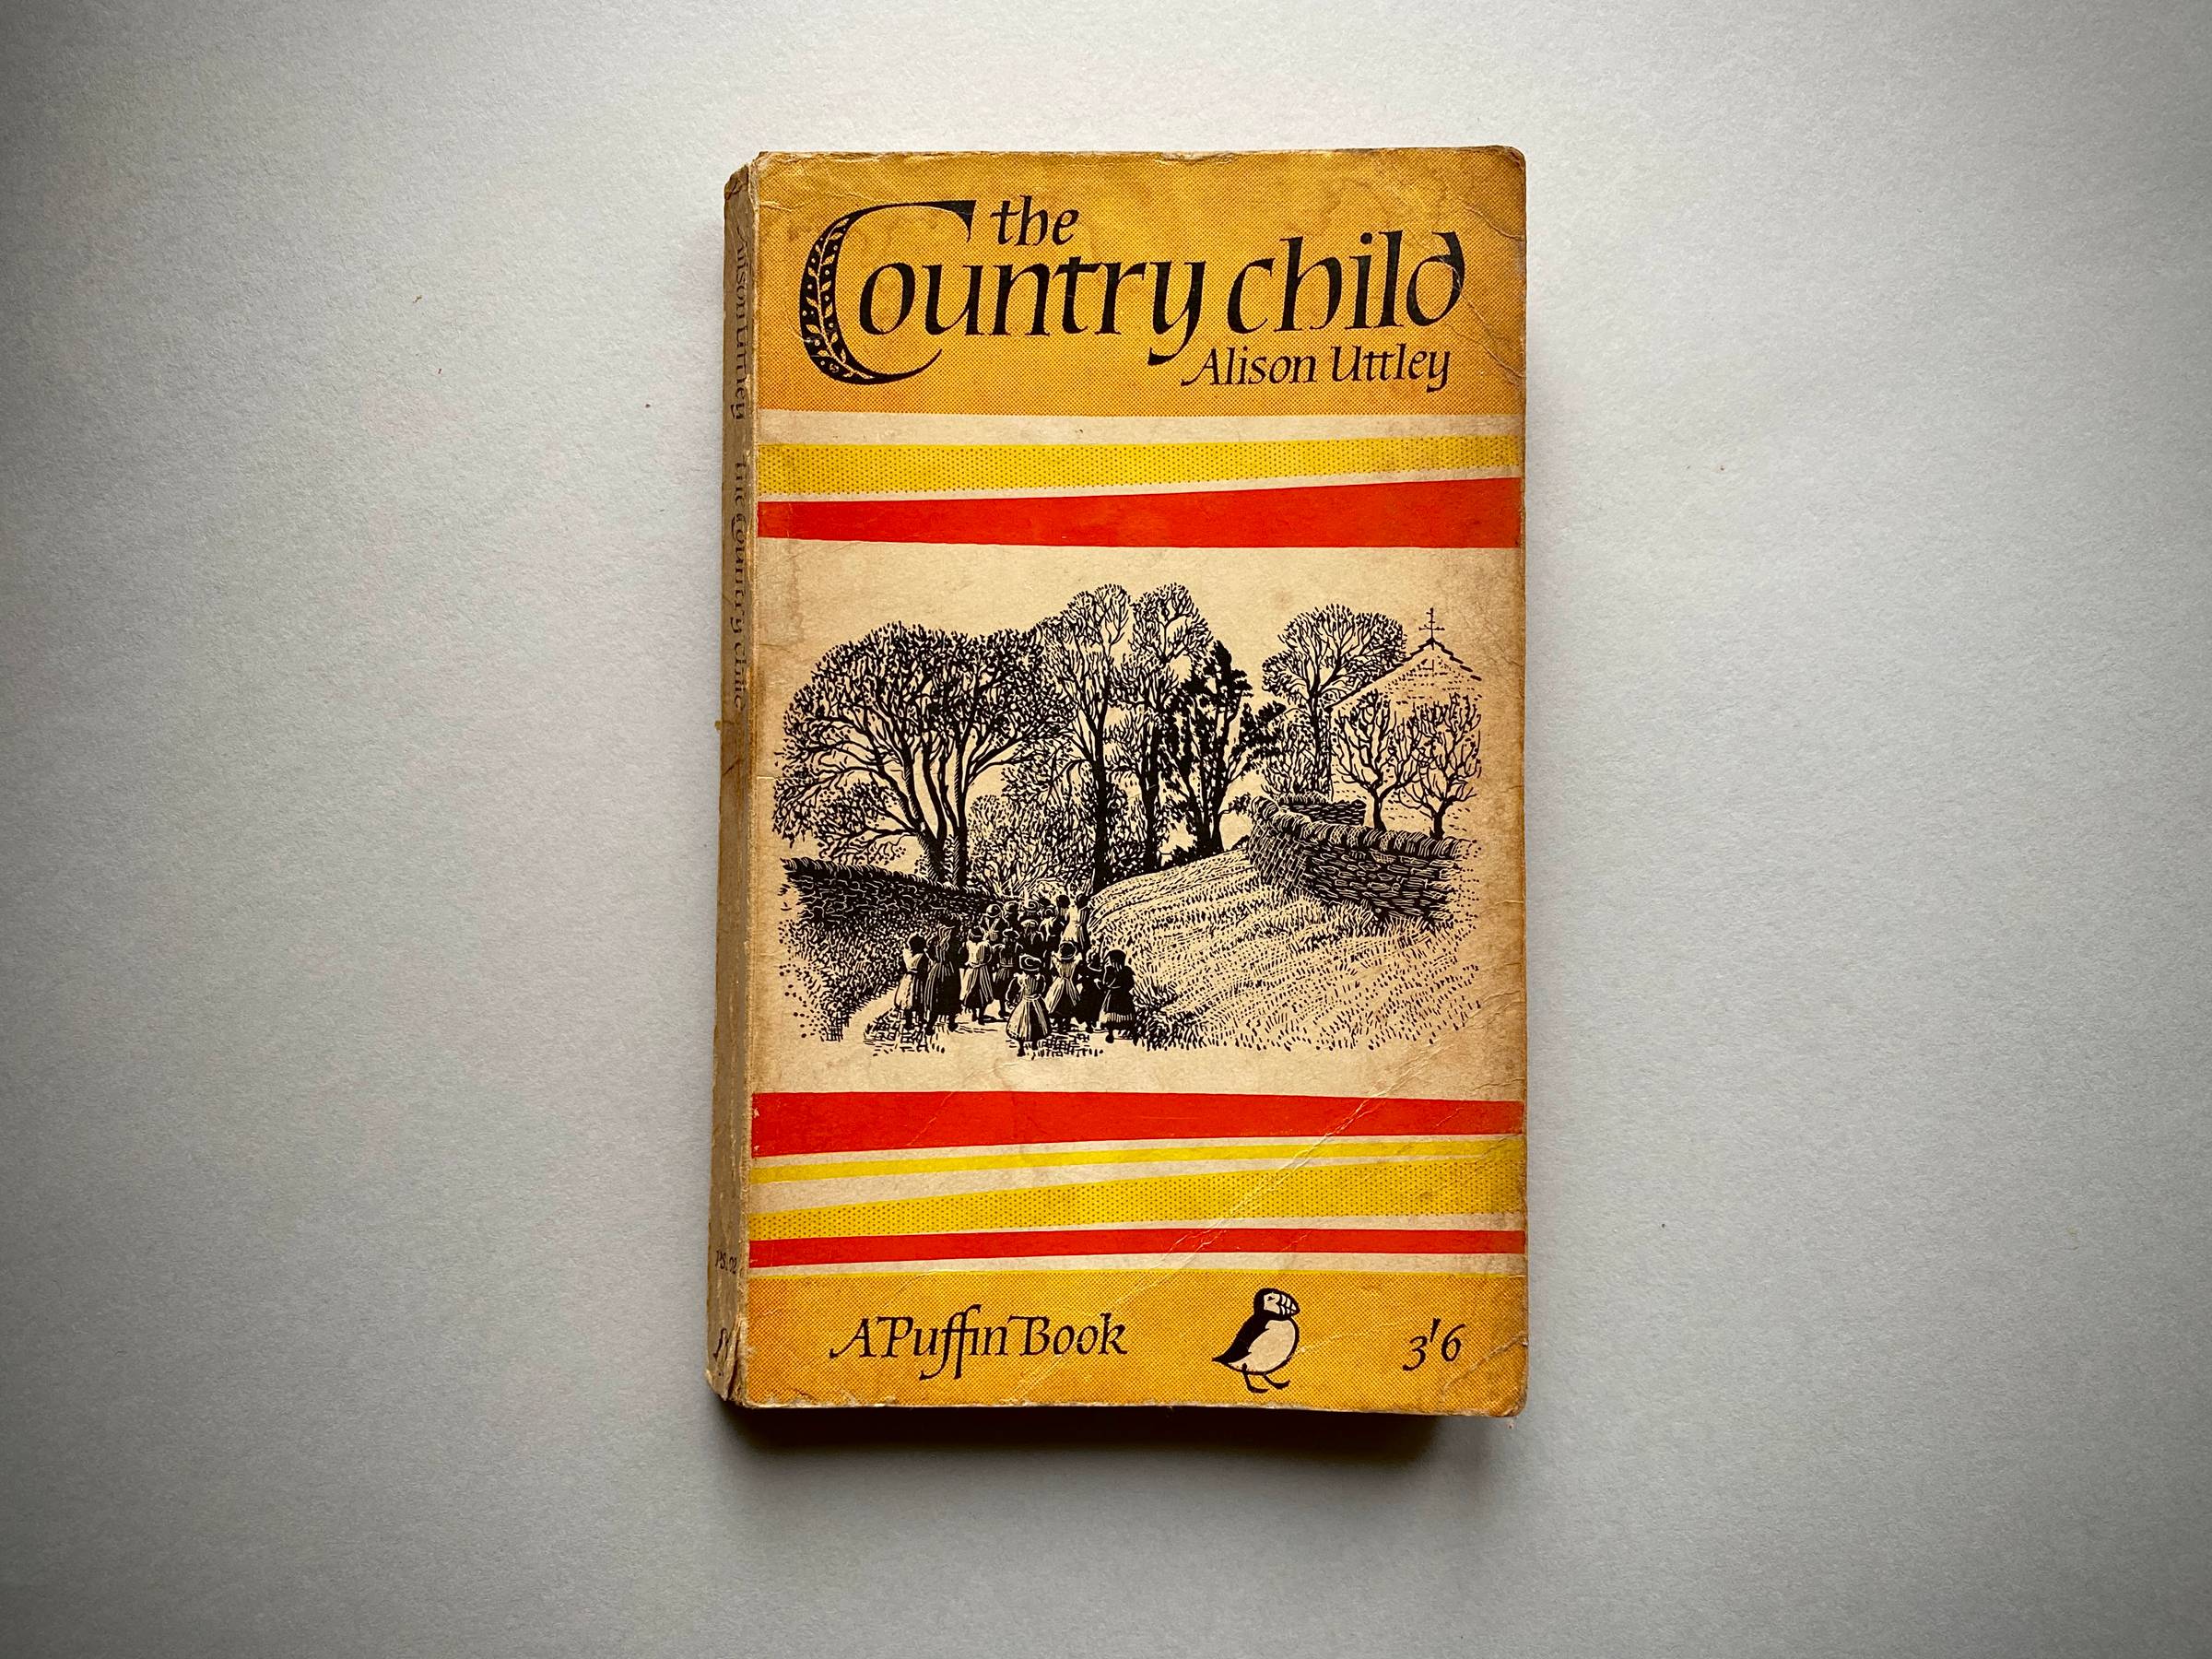 the
Country child
Alison Uttley
A Puffin Book
3'6
Alison Uttley the Country child